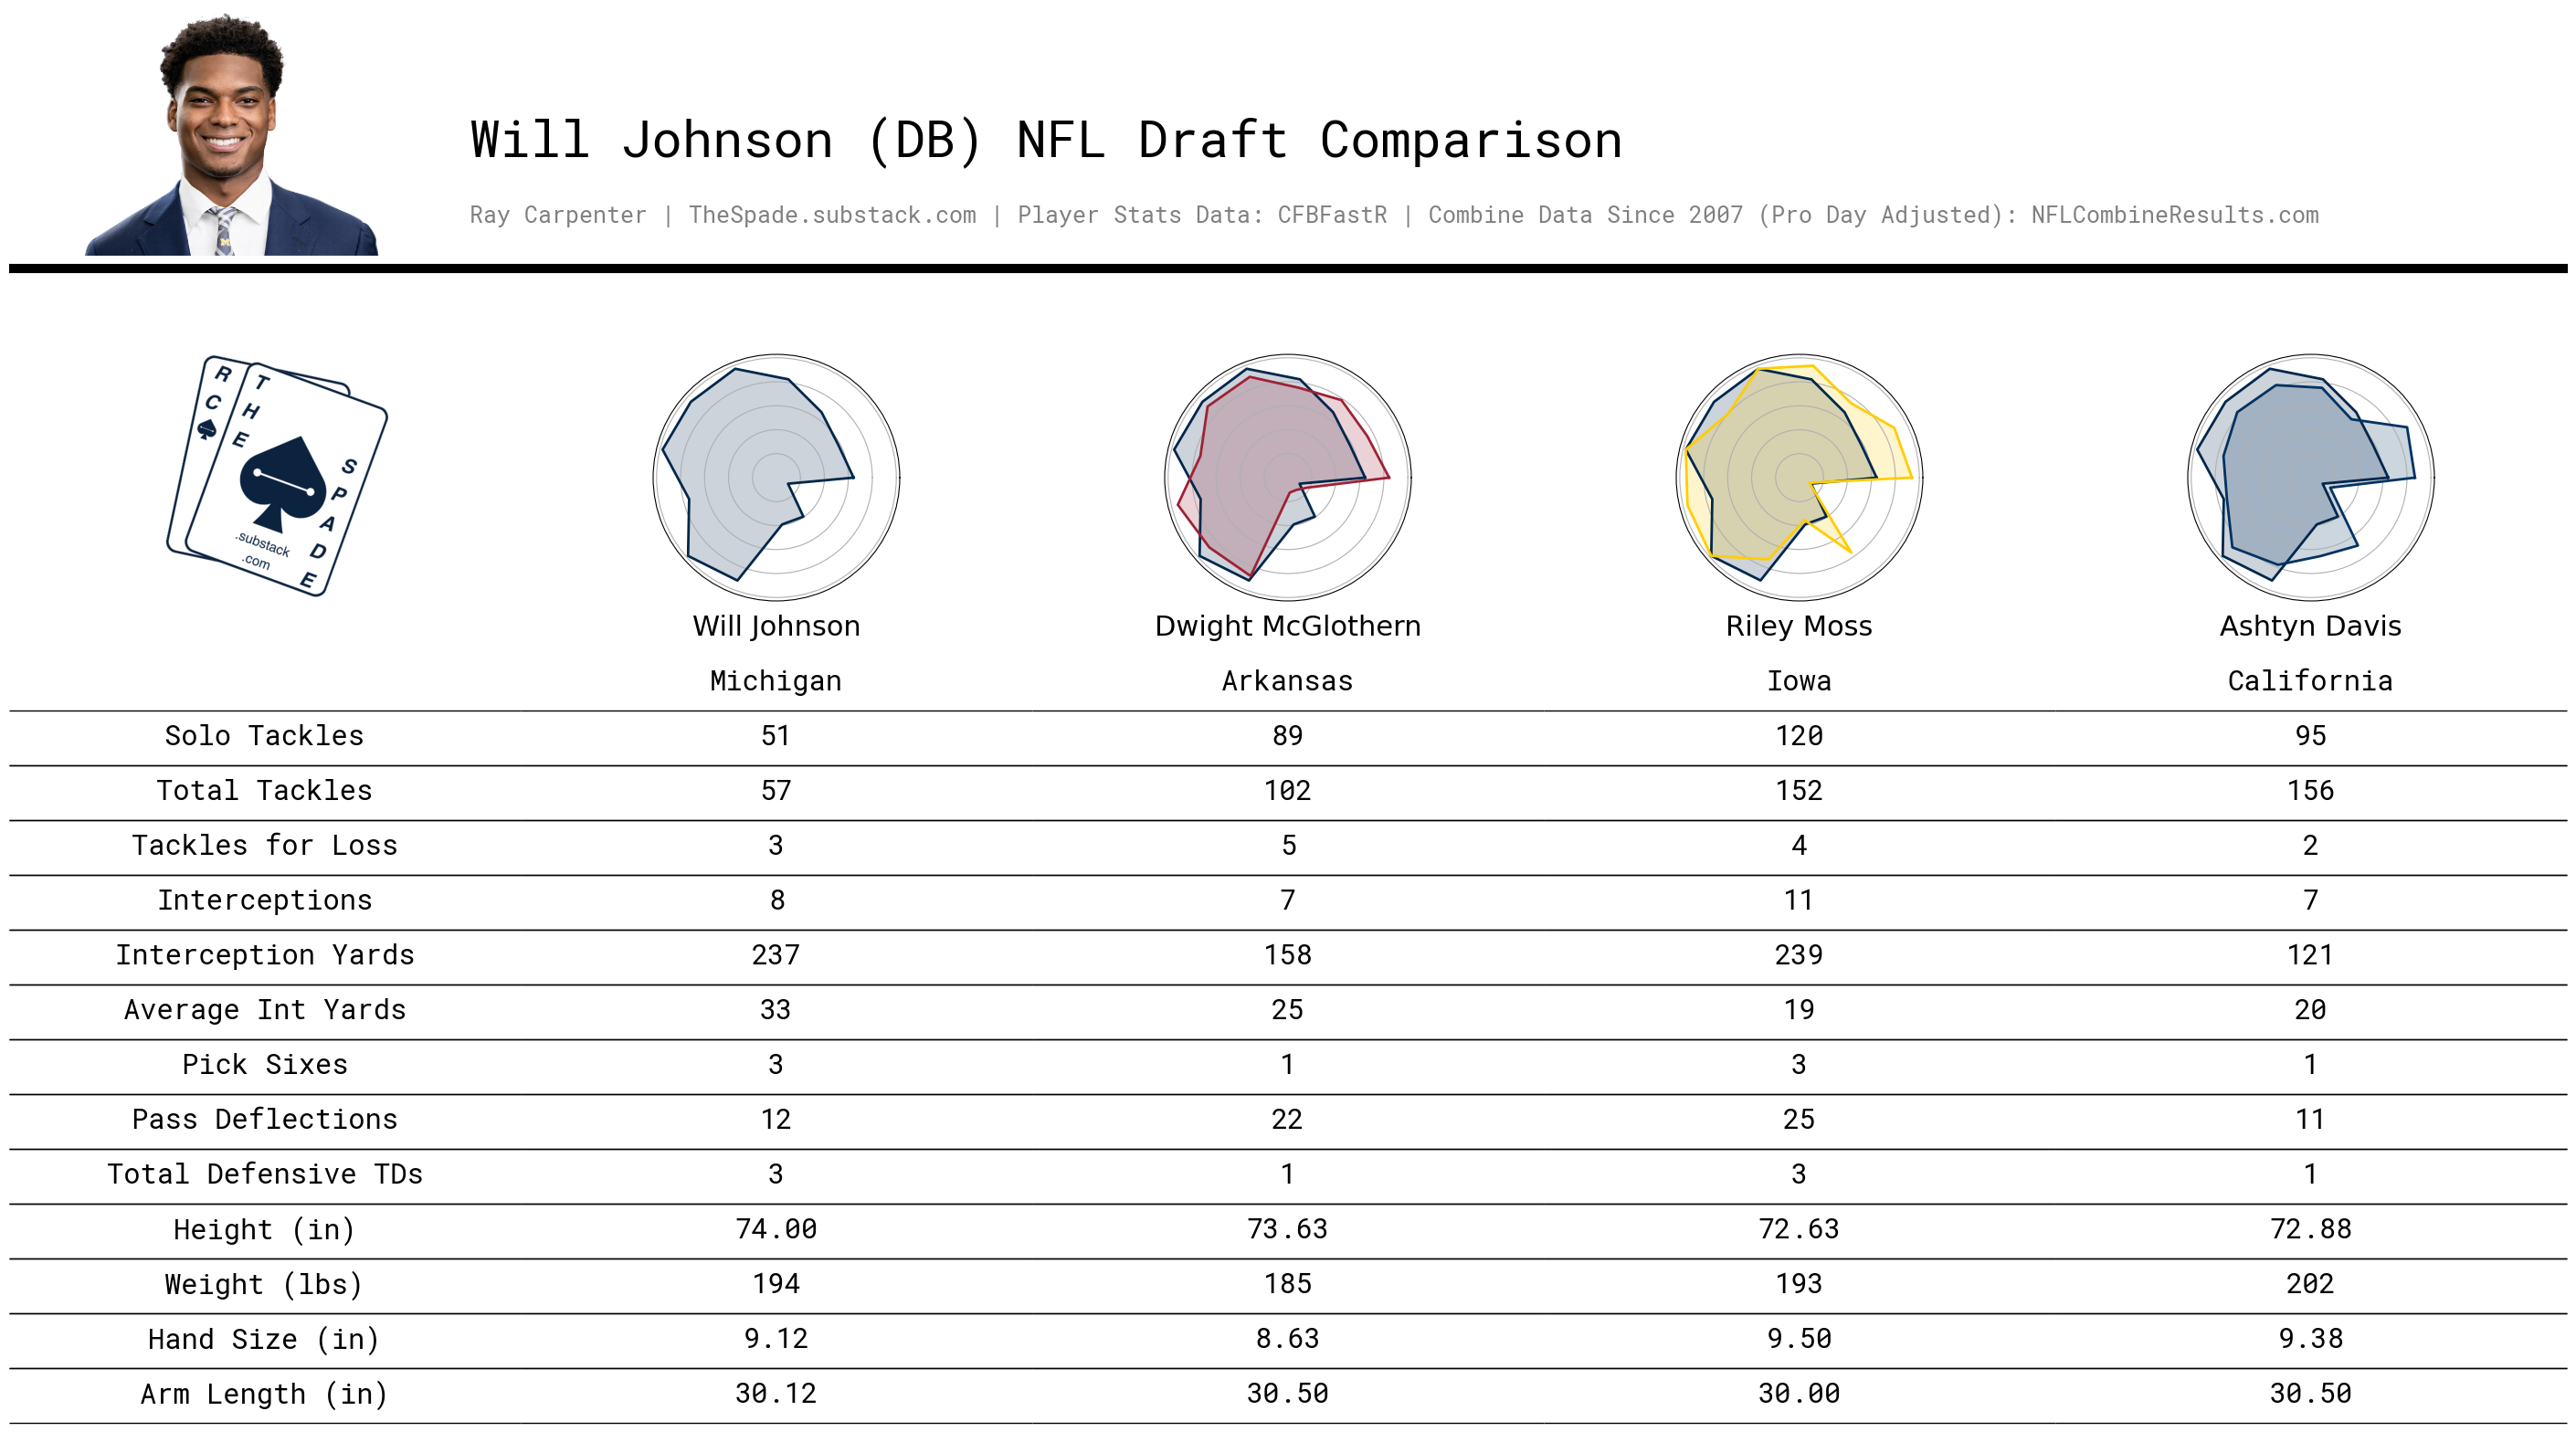 Will Johnson (DB) NFL Draft Comparison
Ray Carpenter | TheSpade.substack.com | Player Stats Data: CFBFastR | Combine Data Since 2007 (Pro Day Adjusted): NFLCombineResults.com
RC
THE
SPADE
.substack
.com
Will Johnson Dwight McGlothern Riley Moss Ashtyn Davis
Michigan Arkansas Iowa California
Solo Tackles 51 89 120 95
Total Tackles 57 102 152 156
Tackles for Loss 3 5 4 2
Interceptions 8 7 11 7
Interception Yards 237 158 239 121
Average Int Yards 33 25 19 20
Pick Sixes 3 1 3 1
Pass Deflections 12 22 25 11
Total Defensive TDs 3 1 3 1
Height (in) 74.00 73.63 72.63 72.88
Weight (lbs) 194 185 193 202
Hand Size (in) 9.12 8.63 9.50 9.38
Arm Length (in) 30.12 30.50 30.00 30.50